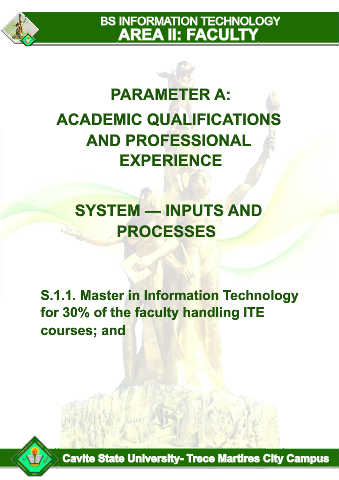 BS INFORMATION TECHNOLOGY
AREA II: FACULTY
PARAMETER A:
ACADEMIC QUALIFICATIONS
AND PROFESSIONAL
EXPERIENCE
SYSTEM — INPUTS AND
PROCESSES
S.1.1. Master in Information Technology
for 30% of the faculty handling ITE
courses; and
Cavite State University- Trece Martires City Campus